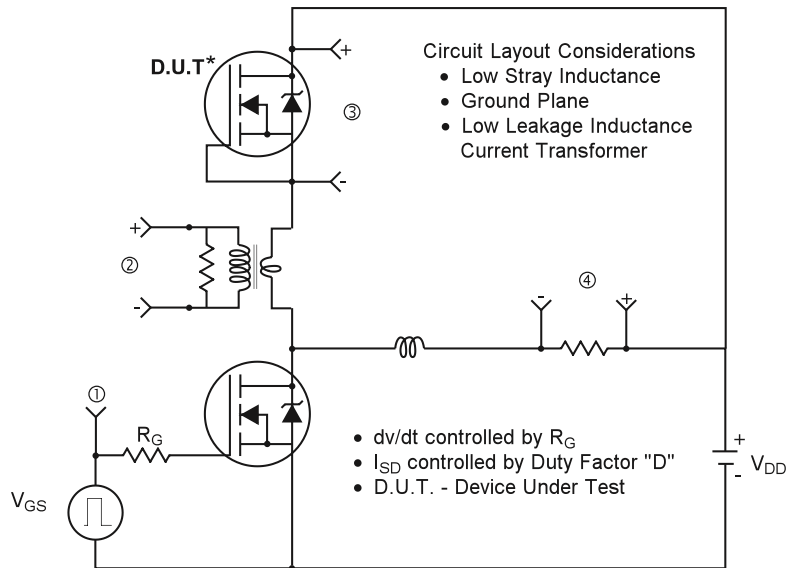 D.U.T*
+
Circuit Layout Considerations
• Low Stray Inductance
• Ground Plane
• Low Leakage Inductance
Current Transformer
③
-
+
②
-
④
-
+
①
R_G
V_GS
• dv/dt controlled by R_G
• I_SD controlled by Duty Factor "D"
• D.U.T. - Device Under Test
+
V_DD
-